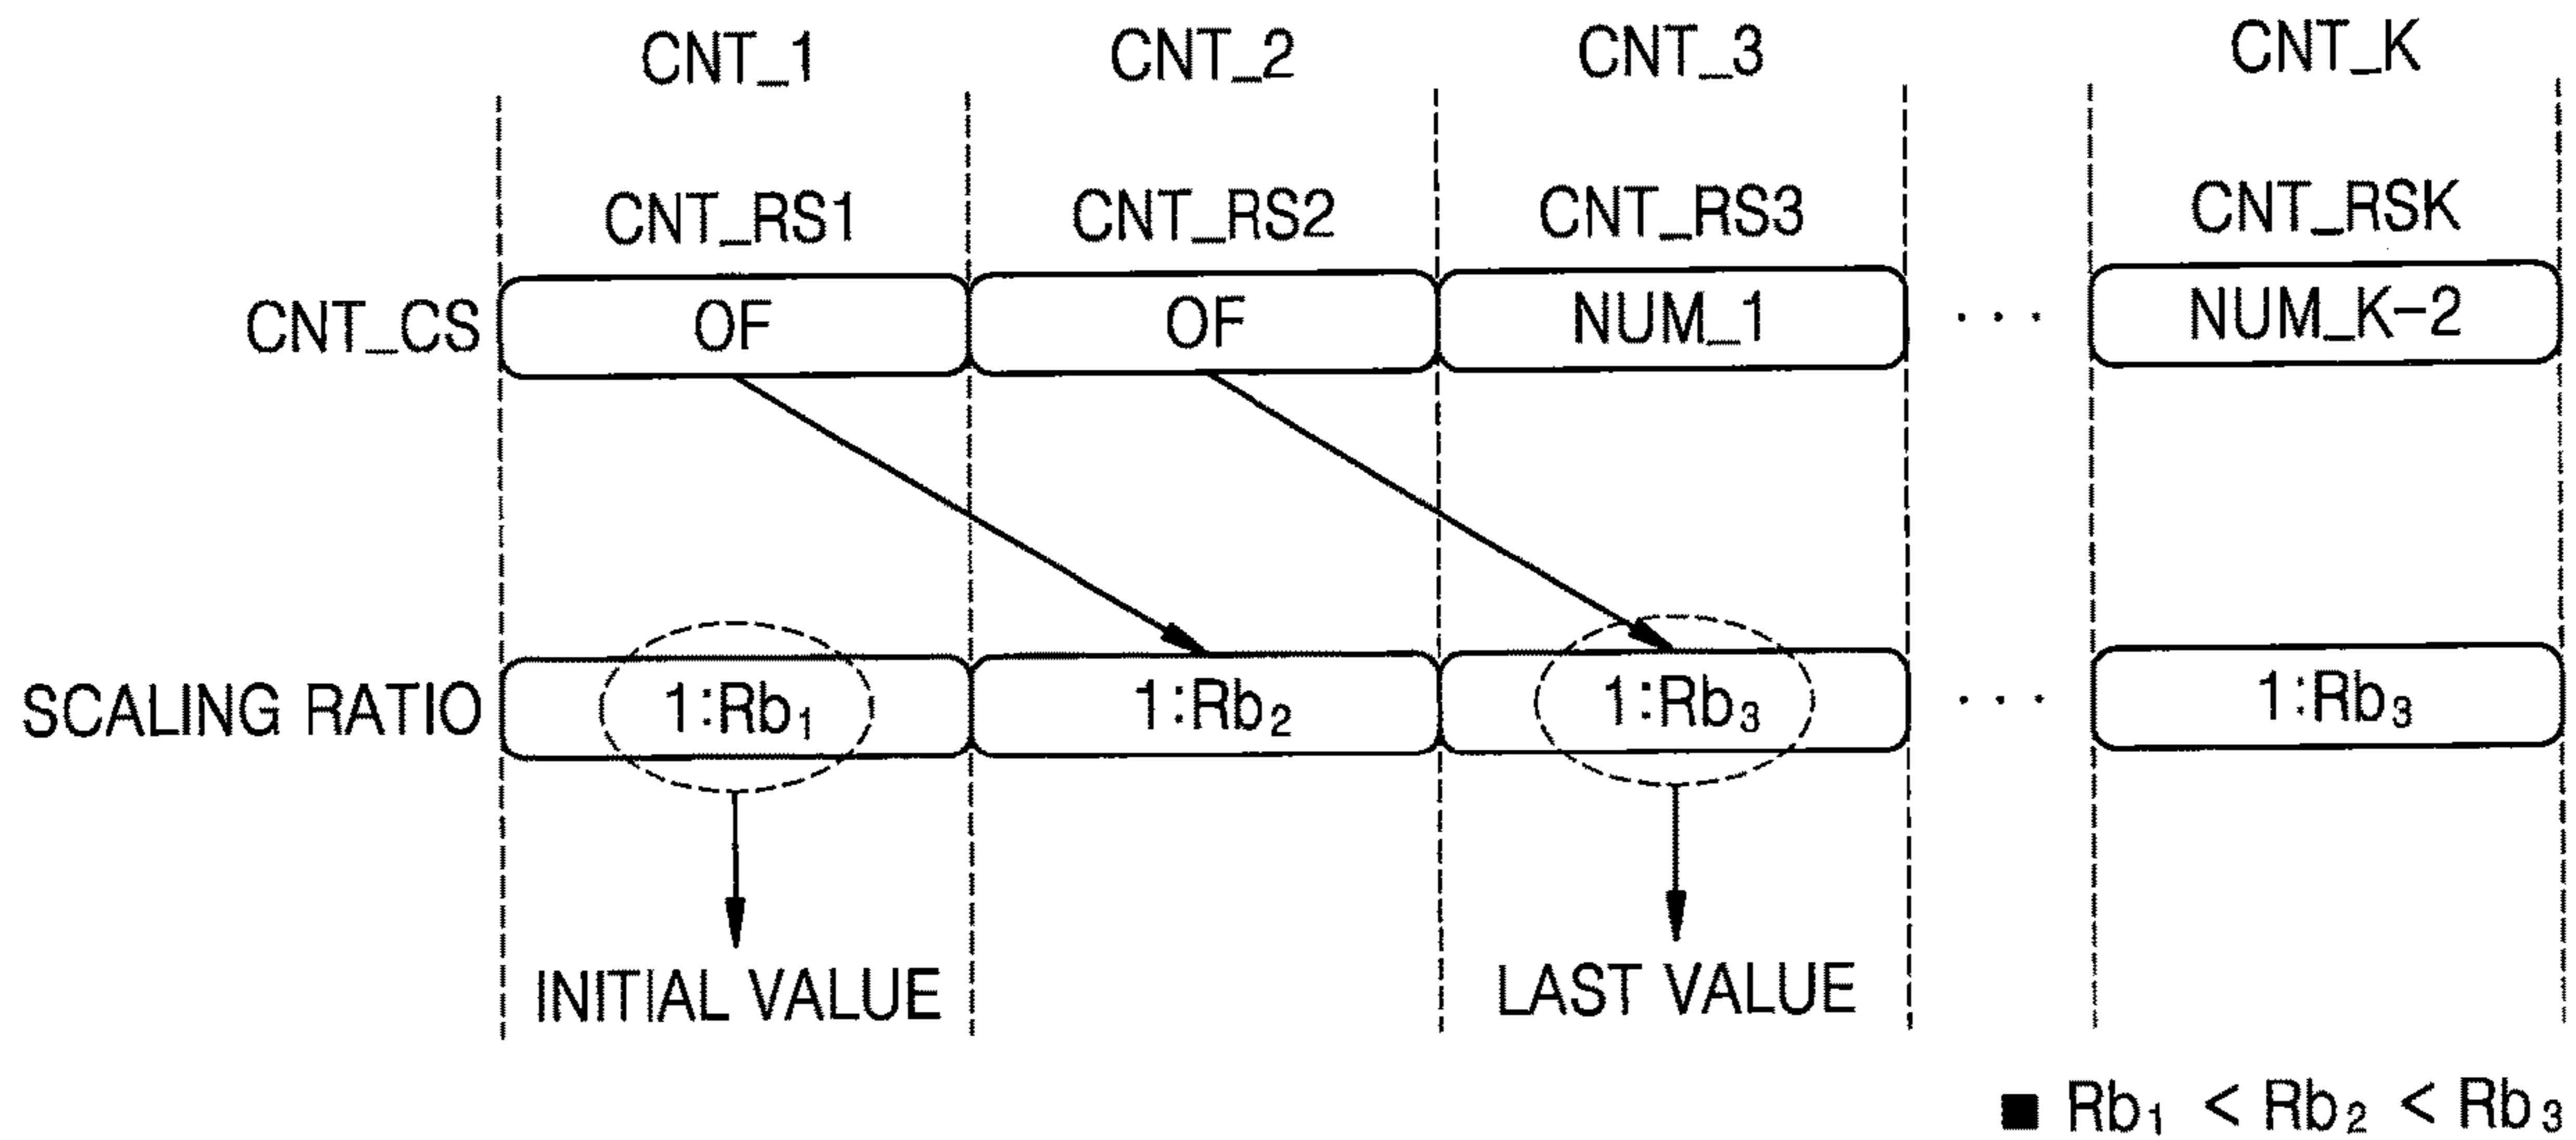 CNT_1 CNT_2 CNT_3 CNT_K
CNT_RS1 CNT_RS2 CNT_RS3 CNT_RSK
CNT_CS OF OF NUM_1 · · · NUM_K-2
SCALING RATIO 1:Rb₁ 1:Rb₂ 1:Rb₃ · · · 1:Rb₃
INITIAL VALUE LAST VALUE
■ Rb₁ < Rb₂ < Rb₃